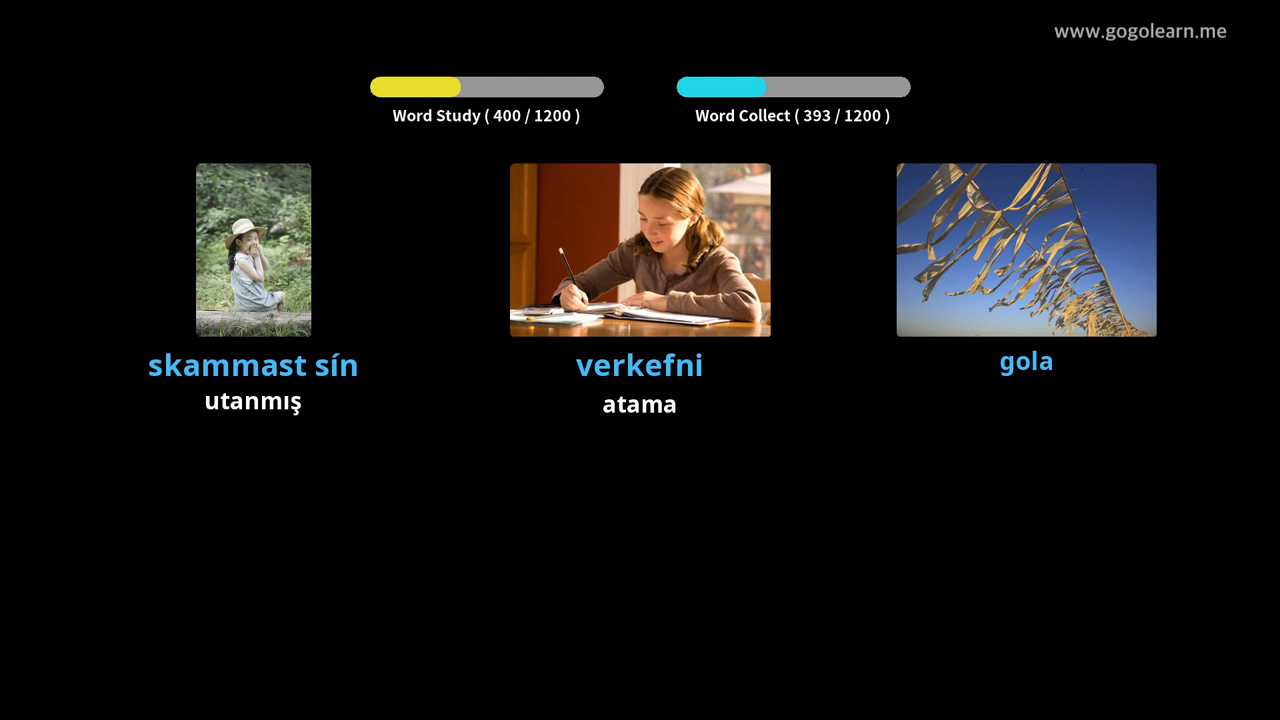 www.gogolearn.me
Word Study ( 400 / 1200 )
Word Collect ( 393 / 1200 )
skammast sín
utanmış
verkefni
atama
gola